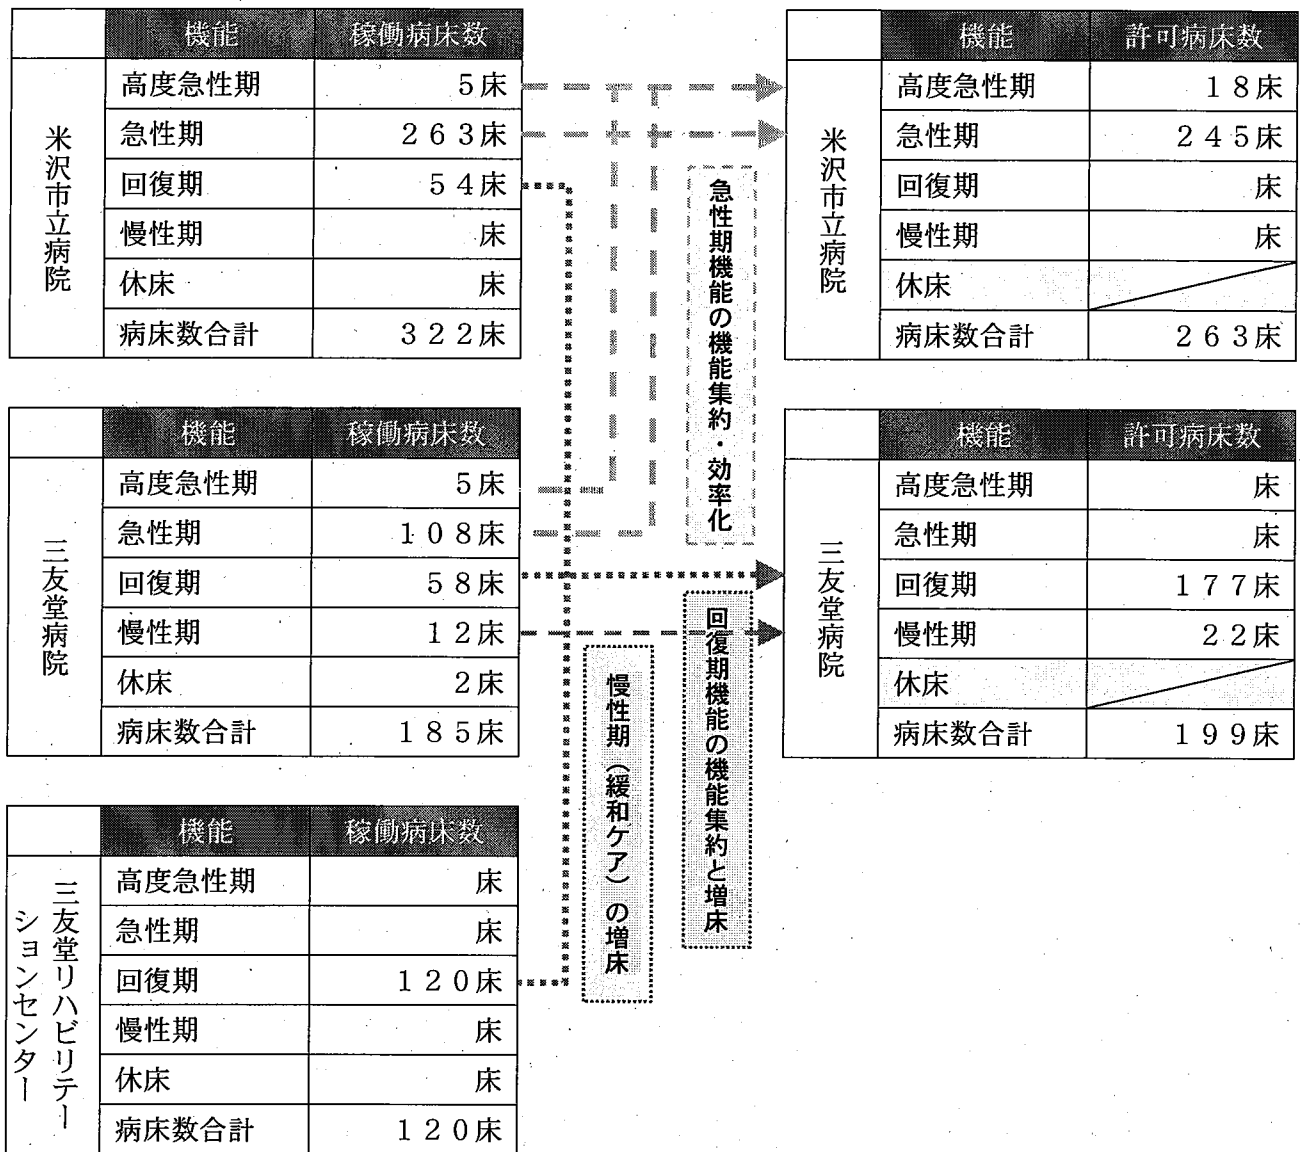 機能 稼働病床数
米沢市立病院
高度急性期 5床
急性期 263床
回復期 54床
慢性期 床
休床 床
病床数合計 322床
機能 許可病床数
米沢市立病院
高度急性期 18床
急性期 245床
回復期 床
慢性期 床
休床
病床数合計 263床
急性期機能の機能集約・効率化
機能 稼働病床数
三友堂病院
高度急性期 5床
急性期 108床
回復期 58床
慢性期 12床
休床 2床
病床数合計 185床
機能 許可病床数
三友堂病院
高度急性期 床
急性期 床
回復期 177床
慢性期 22床
休床
病床数合計 199床
回復期機能の機能集約と増床
慢性期（緩和ケア）の増床
機能 稼働病床数
三友堂リハビリテー
ションセンター
高度急性期 床
急性期 床
回復期 120床
慢性期 床
休床 床
病床数合計 120床